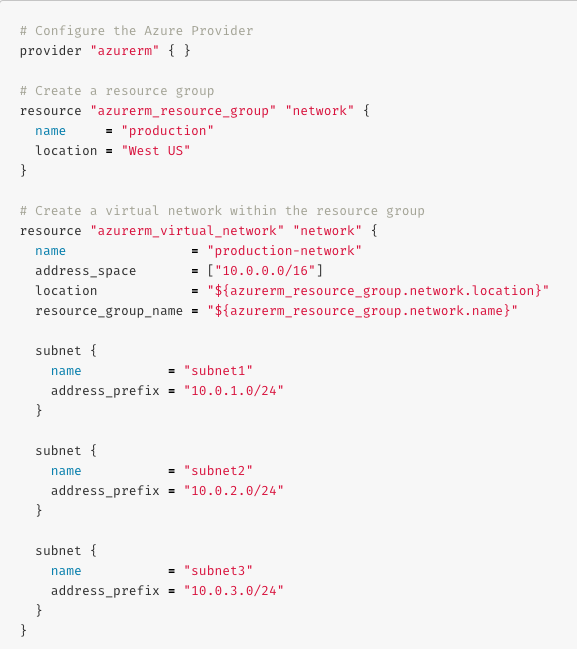 # Configure the Azure Provider
provider "azurerm" { }

# Create a resource group
resource "azurerm_resource_group" "network" {
  name     = "production"
  location = "West US"
}

# Create a virtual network within the resource group
resource "azurerm_virtual_network" "network" {
  name                = "production-network"
  address_space       = ["10.0.0.0/16"]
  location            = "${azurerm_resource_group.network.location}"
  resource_group_name = "${azurerm_resource_group.network.name}"

  subnet {
    name           = "subnet1"
    address_prefix = "10.0.1.0/24"
  }

  subnet {
    name           = "subnet2"
    address_prefix = "10.0.2.0/24"
  }

  subnet {
    name           = "subnet3"
    address_prefix = "10.0.3.0/24"
  }
}